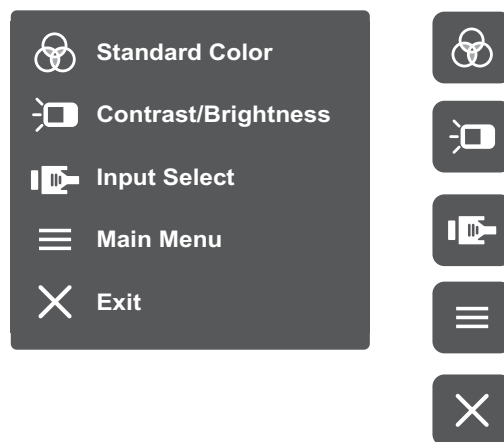 Standard Color
Contrast/Brightness
Input Select
Main Menu
Exit